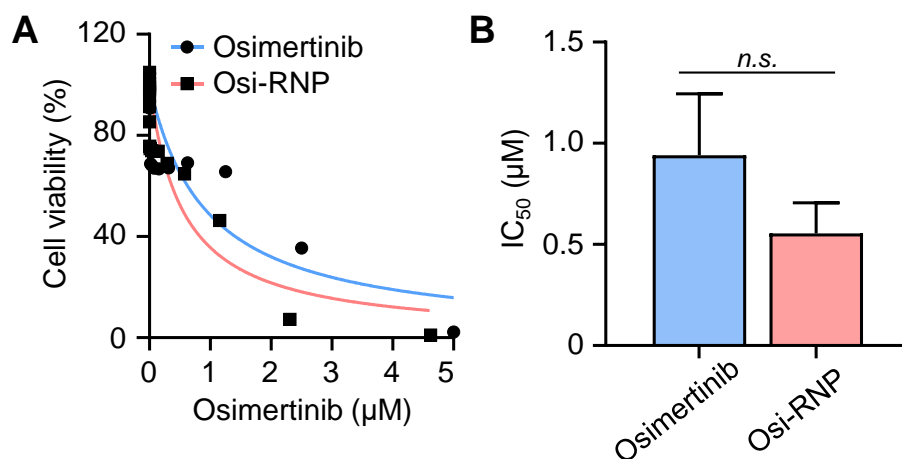 A
Cell viability (%)
120
80
40
0
Osimertinib
Osi-RNP
0 1 2 3 4 5
Osimertinib (µM)
B
IC50 (µM)
1.5
1.0
0.5
0
n.s.
Osimertinib
Osi-RNP